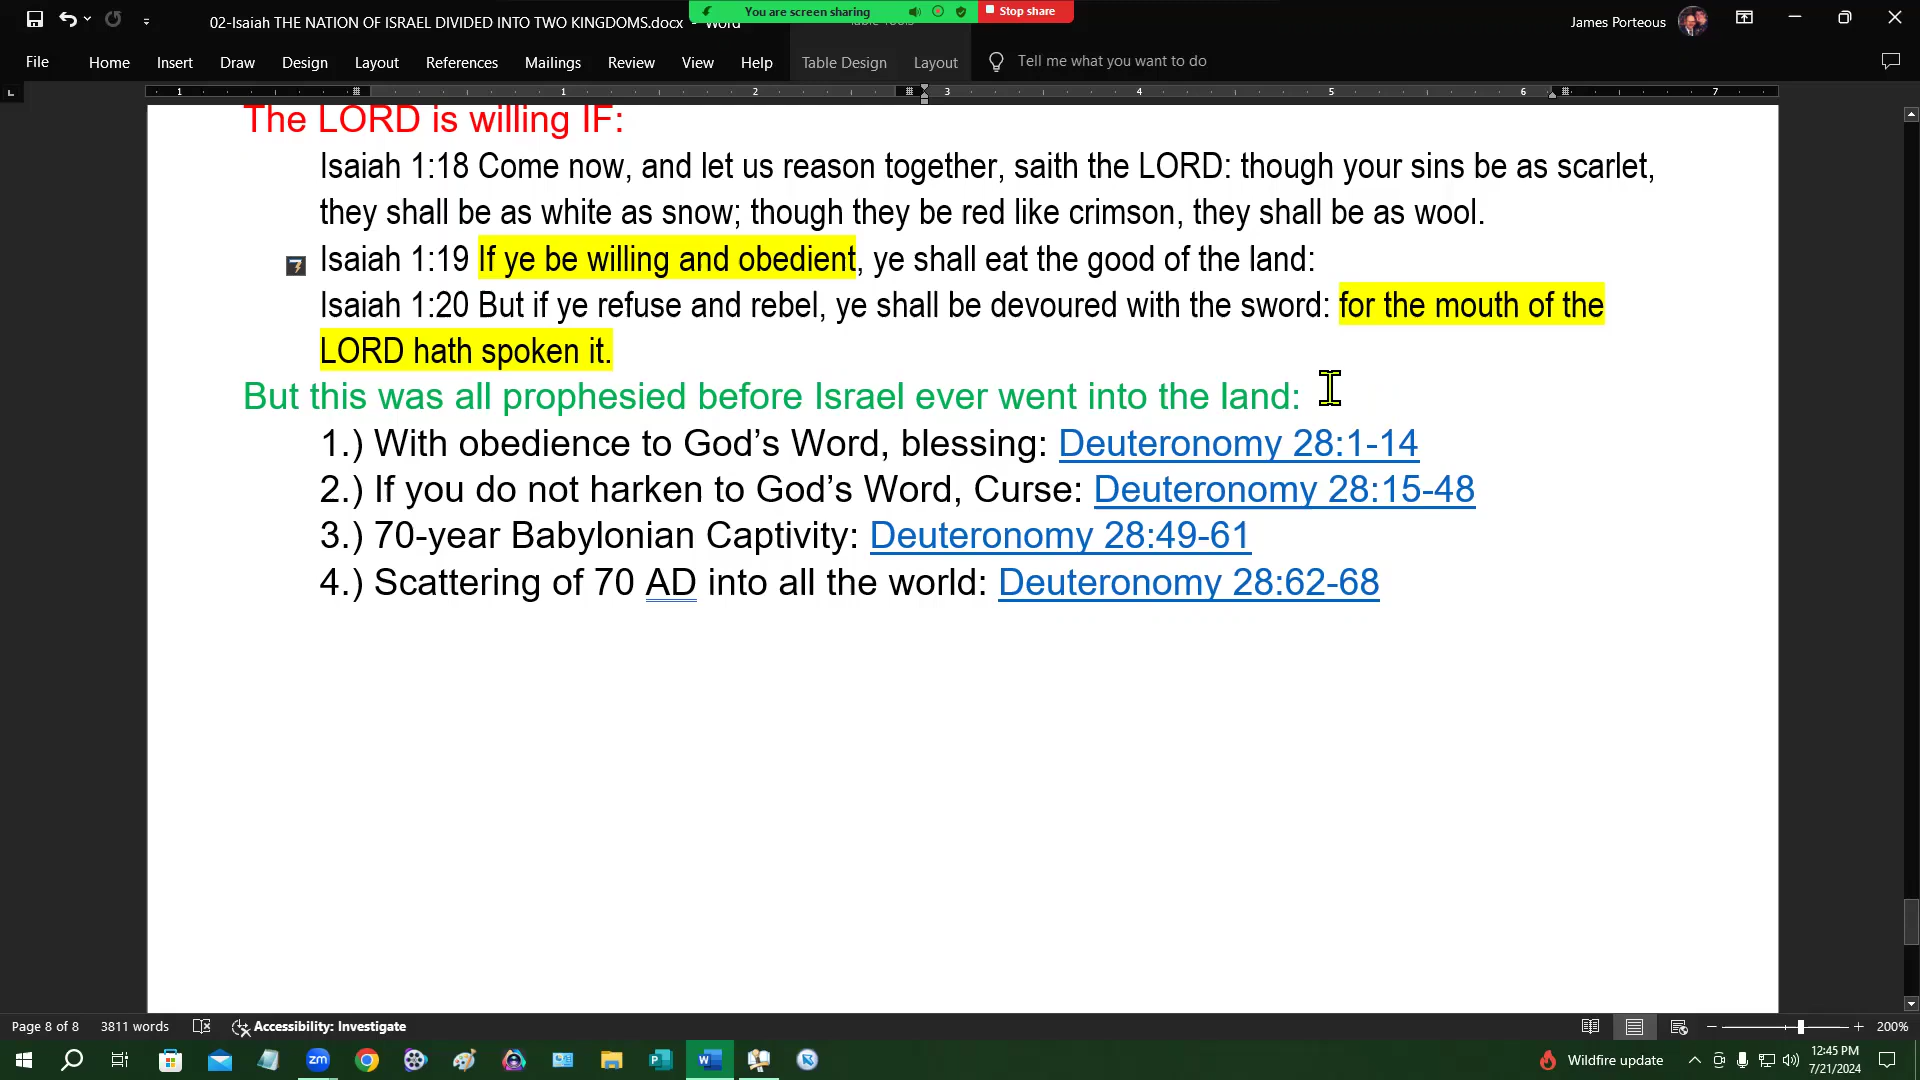 02-Isaiah THE NATION OF ISRAEL DIVIDED INTO TWO KINGDOMS.docx - Word
You are screen sharing
Stop share
James Porteous
File Home Insert Draw Design Layout References Mailings Review View Help Table Design Layout Tell me what you want to do
1 1 2 3 4 5 6 7
The LORD is willing IF:
Isaiah 1:18 Come now, and let us reason together, saith the LORD: though your sins be as scarlet,
they shall be as white as snow; though they be red like crimson, they shall be as wool.
Isaiah 1:19 If ye be willing and obedient, ye shall eat the good of the land:
Isaiah 1:20 But if ye refuse and rebel, ye shall be devoured with the sword: for the mouth of the
LORD hath spoken it.
But this was all prophesied before Israel ever went into the land:
1.) With obedience to God’s Word, blessing: Deuteronomy 28:1-14
2.) If you do not harken to God’s Word, Curse: Deuteronomy 28:15-48
3.) 70-year Babylonian Captivity: Deuteronomy 28:49-61
4.) Scattering of 70 AD into all the world: Deuteronomy 28:62-68
Page 8 of 8 3811 words Accessibility: Investigate 200%
zm
Wildfire update
12:45 PM
7/21/2024